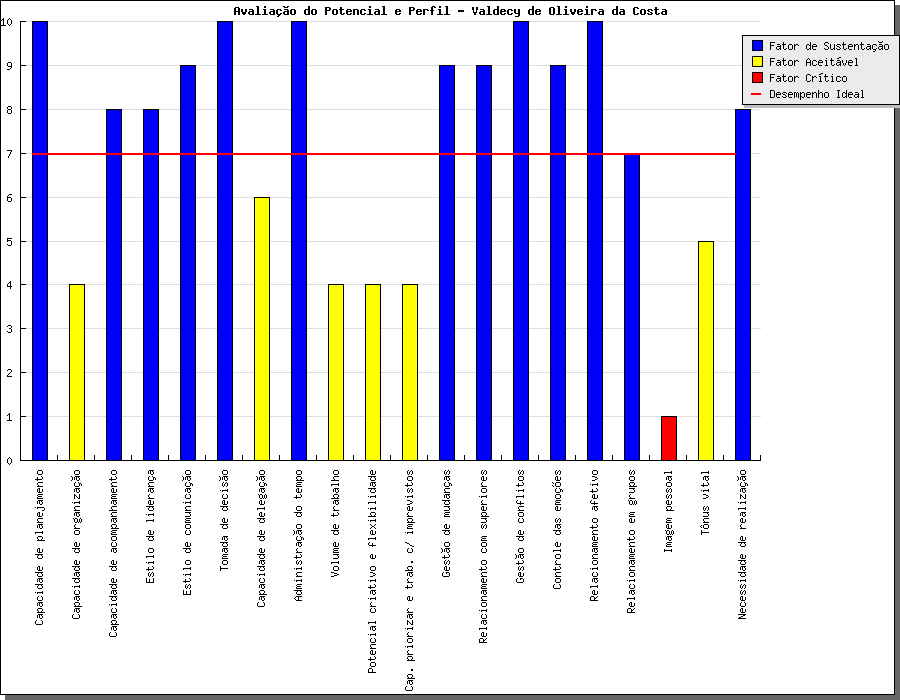 Avaliação do Potencial e Perfil - Valdecy de Oliveira da Costa
Fator de Sustentação
Fator Aceitável
Fator Crítico
Desempenho Ideal
10
9
8
7
6
5
4
3
2
1
0
Capacidade de planejamento
Capacidade de organização
Capacidade de acompanhamento
Estilo de liderança
Estilo de comunicação
Tomada de decisão
Capacidade de delegação
Administração do tempo
Volume de trabalho
Potencial criativo e flexibilidade
Cap. priorizar e trab. c/ imprevistos
Gestão de mudanças
Relacionamento com superiores
Gestão de conflitos
Controle das emoções
Relacionamento afetivo
Relacionamento em grupos
Imagem pessoal
Tônus vital
Necessidade de realização